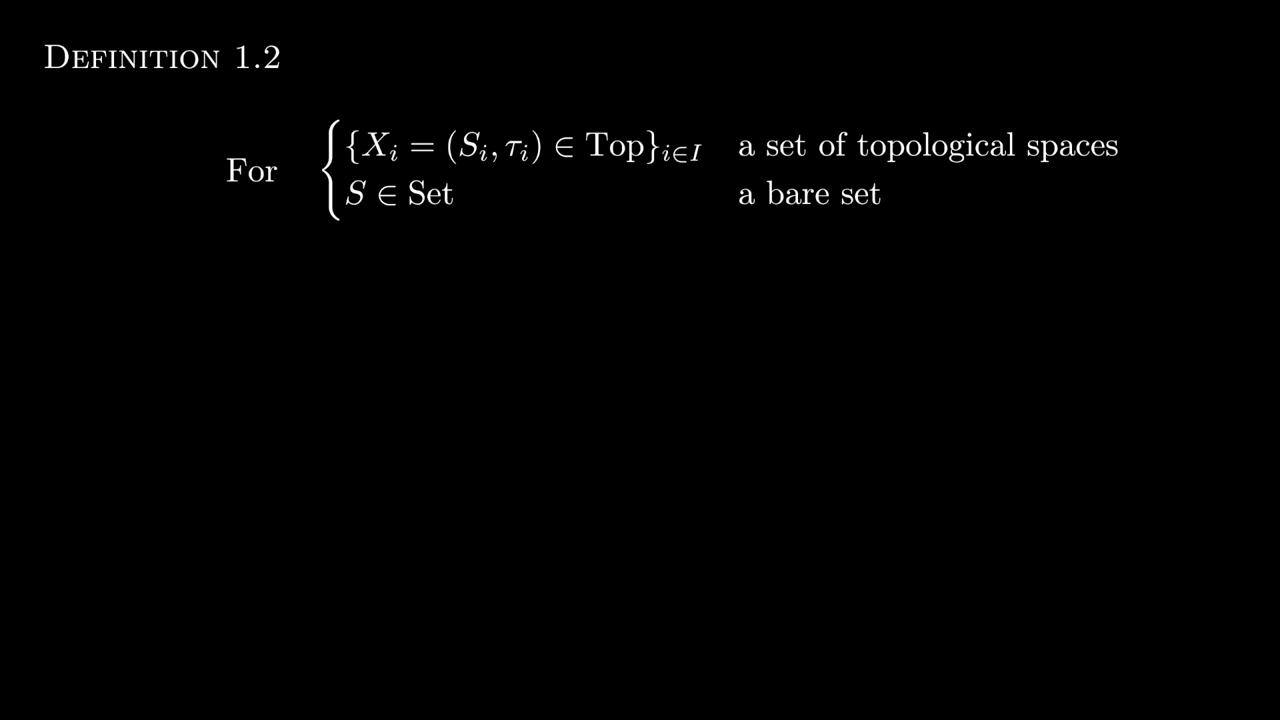 DEFINITION 1.2
For { {X_i = (S_i, τ_i) ∈ Top}_{i∈I} a set of topological spaces
S ∈ Set a bare set